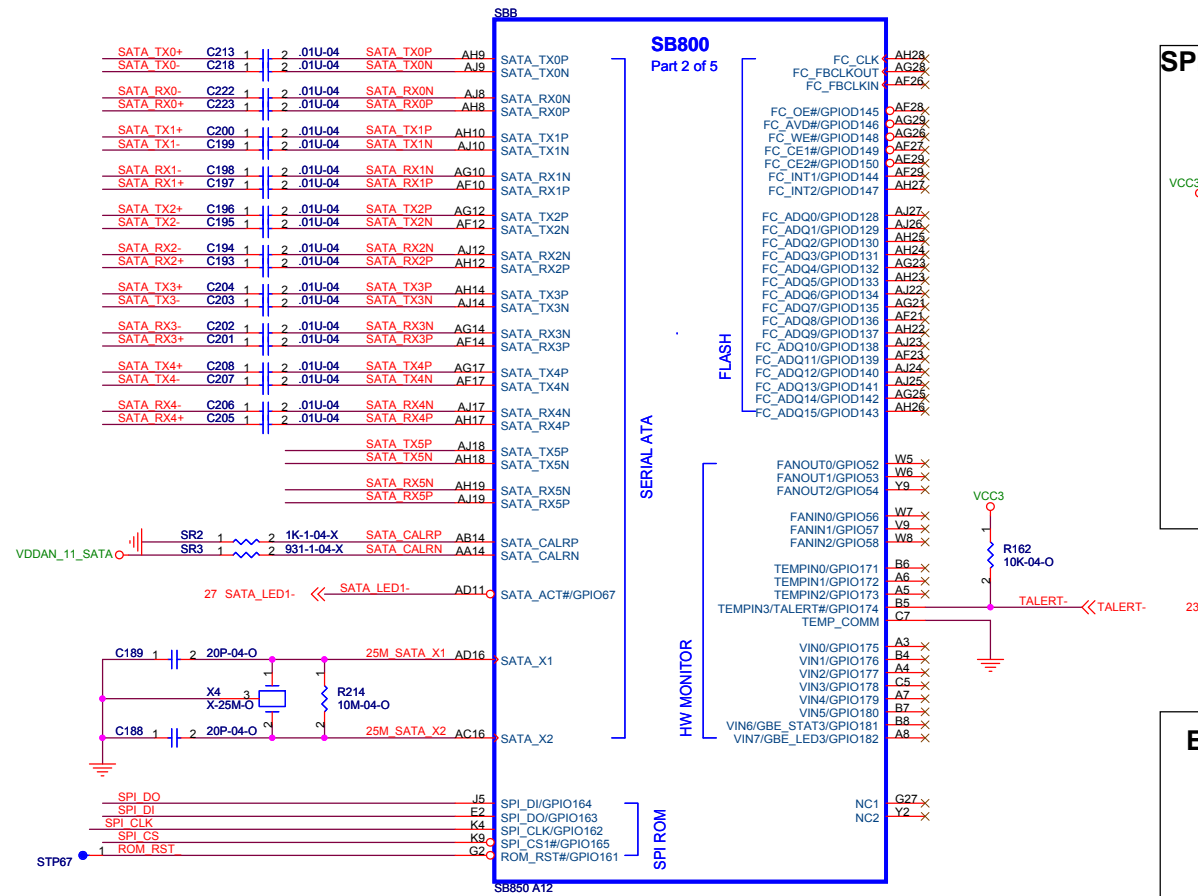 SBB
SB800
Part 2 of 5
SATA_TX0+ C213 1 2 .01U-04 SATA_TX0P AH9 SATA_TX0P
SATA_TX0- C218 1 2 .01U-04 SATA_TX0N AJ9 SATA_TX0N
SATA_RX0- C222 1 2 .01U-04 SATA_RX0N AJ8 SATA_RX0N
SATA_RX0+ C223 1 2 .01U-04 SATA_RX0P AH8 SATA_RX0P
SATA_TX1+ C200 1 2 .01U-04 SATA_TX1P AH10 SATA_TX1P
SATA_TX1- C199 1 2 .01U-04 SATA_TX1N AJ10 SATA_TX1N
SATA_RX1- C198 1 2 .01U-04 SATA_RX1N AG10 SATA_RX1N
SATA_RX1+ C197 1 2 .01U-04 SATA_RX1P AF10 SATA_RX1P
SATA_TX2+ C196 1 2 .01U-04 SATA_TX2P AG12 SATA_TX2P
SATA_TX2- C195 1 2 .01U-04 SATA_TX2N AF12 SATA_TX2N
SATA_RX2- C194 1 2 .01U-04 SATA_RX2N AJ12 SATA_RX2N
SATA_RX2+ C193 1 2 .01U-04 SATA_RX2P AH12 SATA_RX2P
SATA_TX3+ C204 1 2 .01U-04 SATA_TX3P AH14 SATA_TX3P
SATA_TX3- C203 1 2 .01U-04 SATA_TX3N AJ14 SATA_TX3N
SATA_RX3- C202 1 2 .01U-04 SATA_RX3N AG14 SATA_RX3N
SATA_RX3+ C201 1 2 .01U-04 SATA_RX3P AF14 SATA_RX3P
SATA_TX4+ C208 1 2 .01U-04 SATA_TX4P AG17 SATA_TX4P
SATA_TX4- C207 1 2 .01U-04 SATA_TX4N AF17 SATA_TX4N
SATA_RX4- C206 1 2 .01U-04 SATA_RX4N AJ17 SATA_RX4N
SATA_RX4+ C205 1 2 .01U-04 SATA_RX4P AH17 SATA_RX4P
SATA_TX5P AJ18 SATA_TX5P
SATA_TX5N AH18 SATA_TX5N
SATA_RX5N AH19 SATA_RX5N
SATA_RX5P AJ19 SATA_RX5P
SR2 1 2 1K-1-04-X SATA_CALRP AB14 SATA_CALRP
VDDAN_11_SATA SR3 1 2 931-1-04-X SATA_CALRN AA14 SATA_CALRN
27 SATA_LED1- SATA_LED1- AD11 SATA_ACT#/GPIO67
C189 1 2 20P-04-O 25M_SATA_X1 AD16 SATA_X1
X4 3 1 2
X-25M-O
R214 1 2
10M-04-O
C188 1 2 20P-04-O 25M_SATA_X2 AC16 SATA_X2
SPI_DO J5 SPI_DI/GPIO164
SPI_DI E2 SPI_DO/GPIO163
SPI_CLK K4 SPI_CLK/GPIO162
SPI_CS K9 SPI_CS1#/GPIO165
STP67 1 ROM_RST_ G2 ROM_RST#/GPIO161
SERIAL ATA
SPI ROM
FLASH
HW MONITOR
FC_CLK AH28
FC_FBCLKOUT AG28
FC_FBCLKIN AF26
FC_OE#/GPIOD145 AF28
FC_AVD#/GPIOD146 AG29
FC_WE#/GPIOD148 AG26
FC_CE1#/GPIOD149 AF27
FC_CE2#/GPIOD150 AE29
FC_INT1/GPIOD144 AF29
FC_INT2/GPIOD147 AH27
FC_ADQ0/GPIOD128 AJ27
FC_ADQ1/GPIOD129 AJ26
FC_ADQ2/GPIOD130 AH25
FC_ADQ3/GPIOD131 AH24
FC_ADQ4/GPIOD132 AG23
FC_ADQ5/GPIOD133 AH23
FC_ADQ6/GPIOD134 AJ22
FC_ADQ7/GPIOD135 AG21
FC_ADQ8/GPIOD136 AF21
FC_ADQ9/GPIOD137 AH22
FC_ADQ10/GPIOD138 AJ23
FC_ADQ11/GPIOD139 AF23
FC_ADQ12/GPIOD140 AJ24
FC_ADQ13/GPIOD141 AJ25
FC_ADQ14/GPIOD142 AG25
FC_ADQ15/GPIOD143 AH26
FANOUT0/GPIO52 W5
FANOUT1/GPIO53 W6
FANOUT2/GPIO54 Y9
FANIN0/GPIO56 W7
FANIN1/GPIO57 V9
FANIN2/GPIO58 W8
TEMPIN0/GPIO171 B6
TEMPIN1/GPIO172 A6
TEMPIN2/GPIO173 A5
TEMPIN3/TALERT#/GPIO174 B5
TEMP_COMM C7
VIN0/GPIO175 A3
VIN1/GPIO176 B4
VIN2/GPIO177 A4
VIN3/GPIO178 C5
VIN4/GPIO179 A7
VIN5/GPIO180 B7
VIN6/GBE_STAT3/GPIO181 B8
VIN7/GBE_LED3/GPIO182 A8
NC1 G27
NC2 Y2
SB850 A12
VCC3
1 2 R162
10K-04-O
TALERT- TALERT- 23
SP
VCC3
E